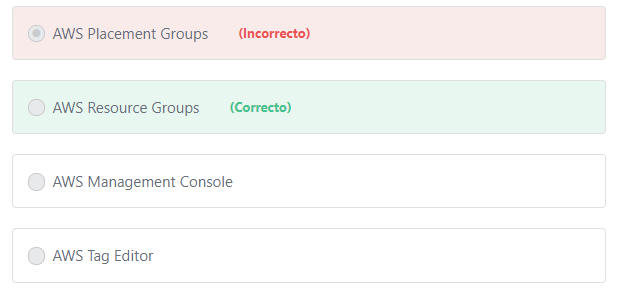 AWS Placement Groups (Incorrecto)
AWS Resource Groups (Correcto)
AWS Management Console
AWS Tag Editor